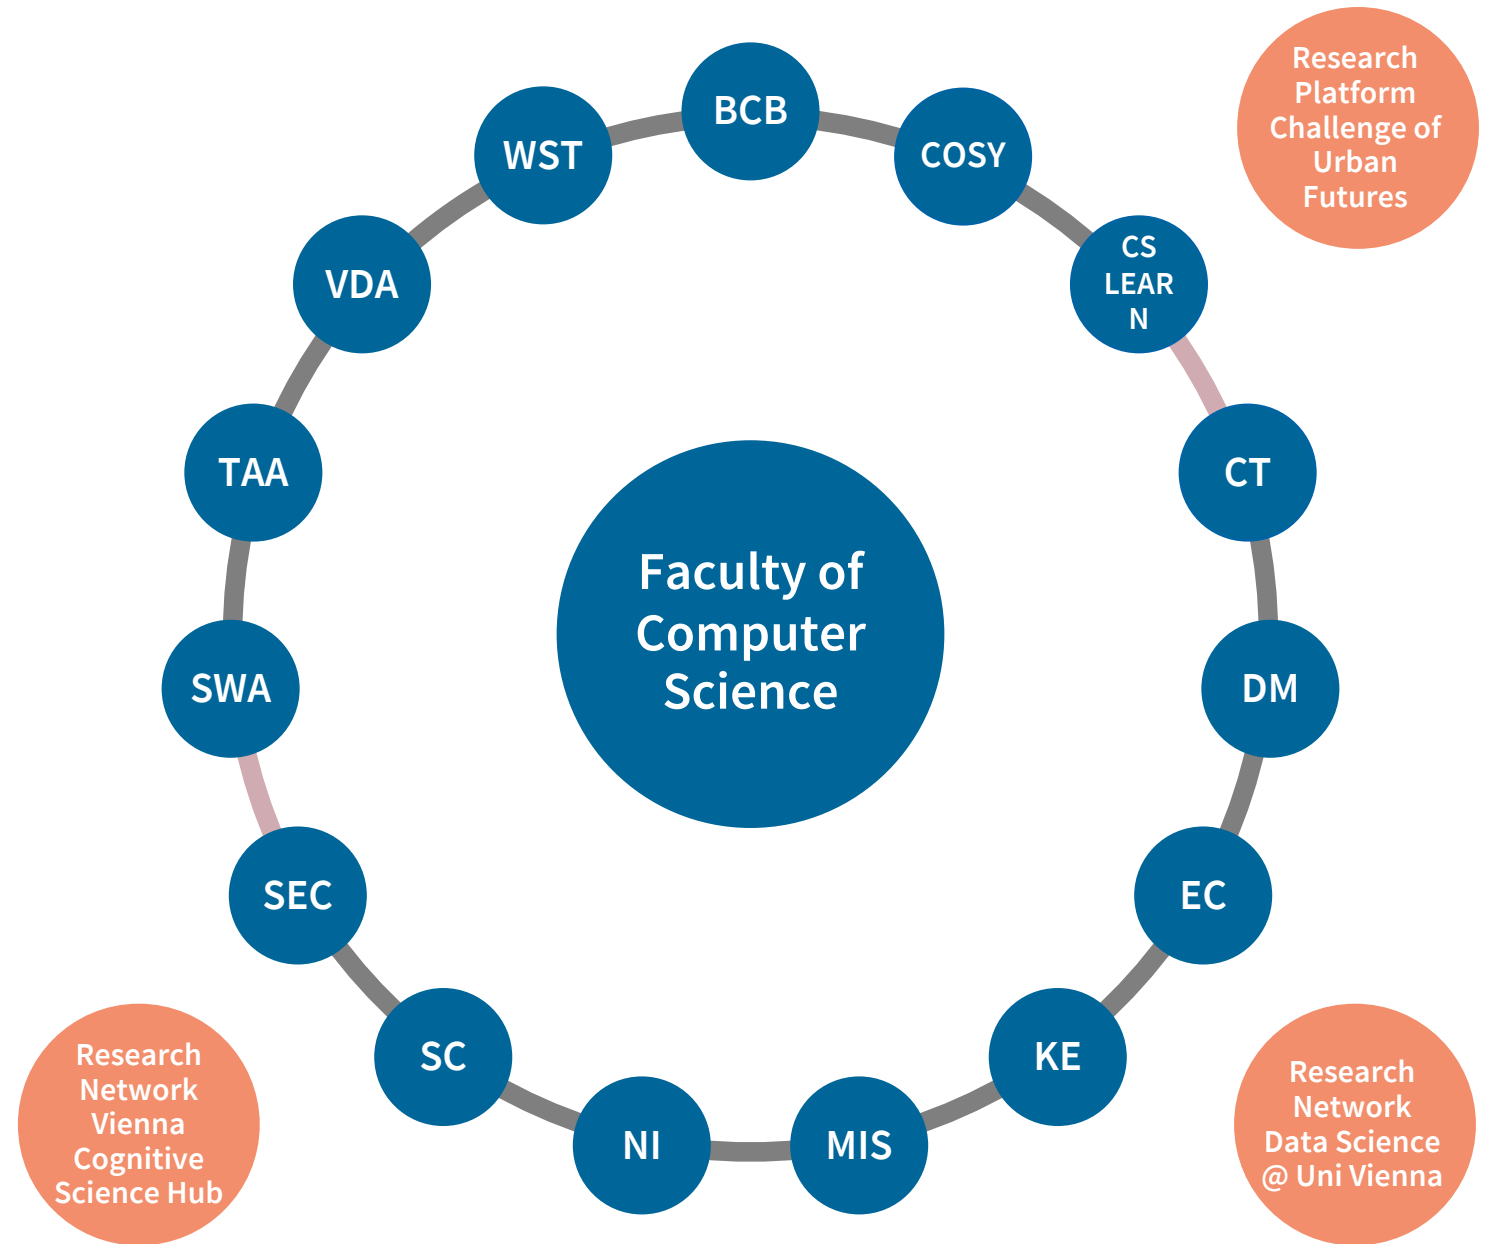 Research
Platform
Challenge of
Urban
Futures
BCB
COSY
WST
CS
LEAR
N
VDA
CT
TAA
Faculty of
Computer
Science
DM
SWA
EC
SEC
KE
SC
MIS
NI
Research
Network
Vienna
Cognitive
Science Hub
Research
Network
Data Science
@ Uni Vienna